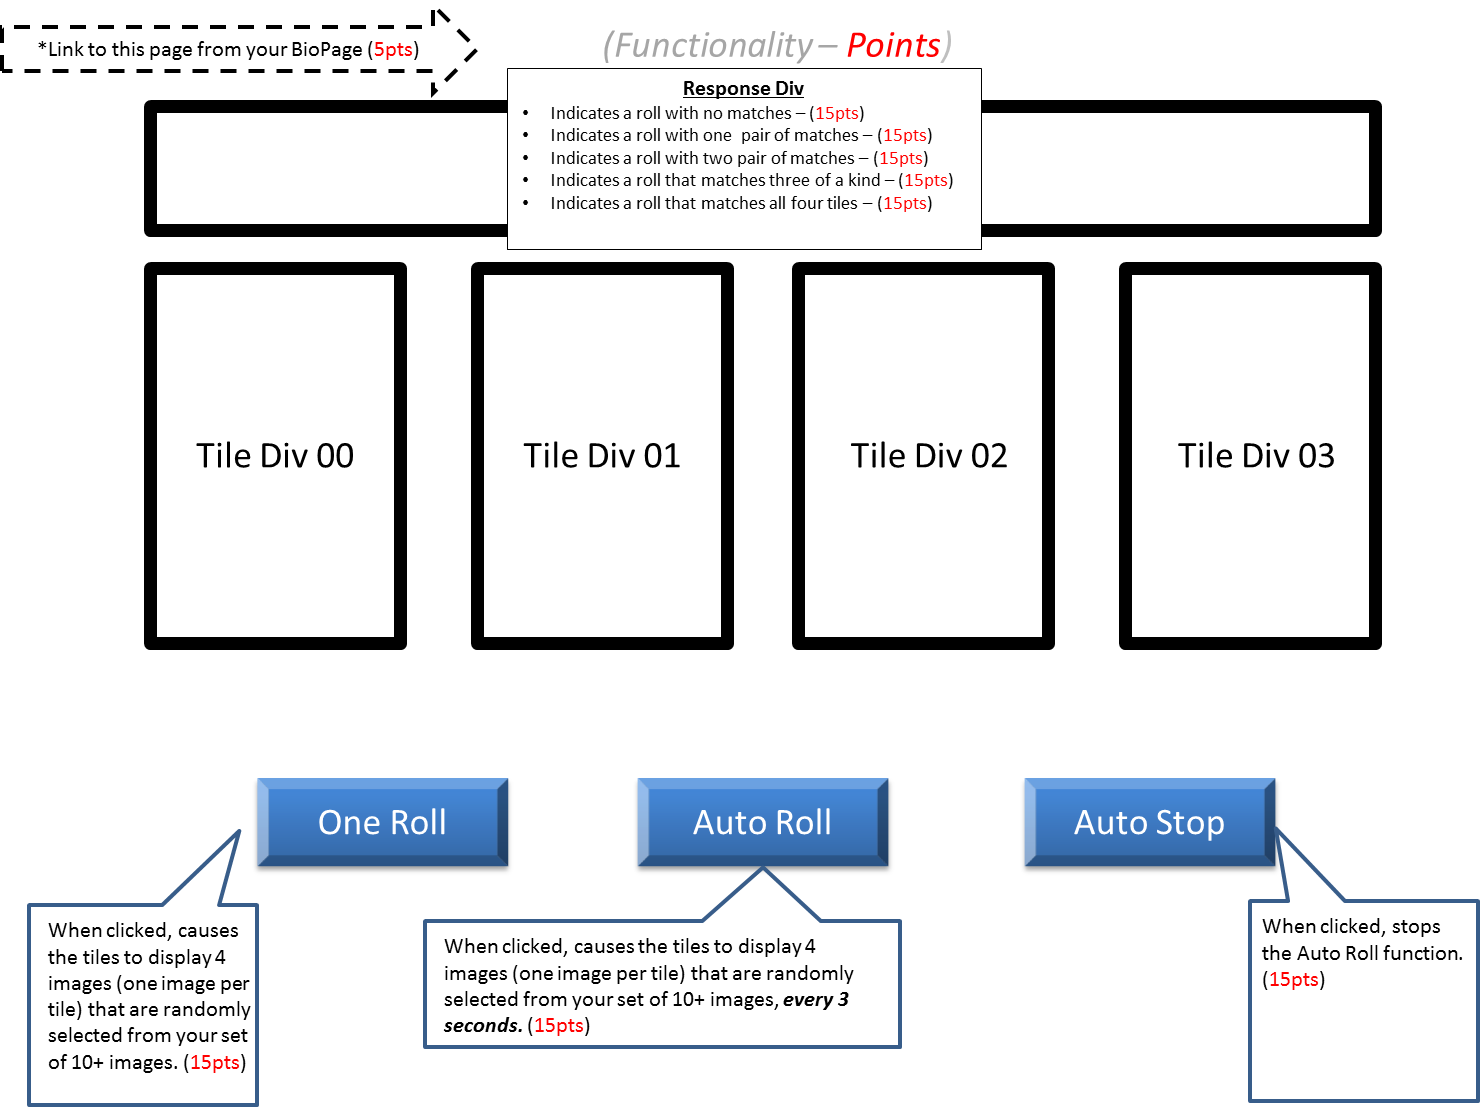 *Link to this page from your BioPage (5pts)
(Functionality – Points)
Response Div
• Indicates a roll with no matches – (15pts)
• Indicates a roll with one pair of matches – (15pts)
• Indicates a roll with two pair of matches – (15pts)
• Indicates a roll that matches three of a kind – (15pts)
• Indicates a roll that matches all four tiles – (15pts)
Tile Div 00
Tile Div 01
Tile Div 02
Tile Div 03
One Roll
Auto Roll
Auto Stop
When clicked, causes
the tiles to display 4
images (one image per
tile) that are randomly
selected from your set
of 10+ images. (15pts)
When clicked, causes the tiles to display 4
images (one image per tile) that are randomly
selected from your set of 10+ images, every 3
seconds. (15pts)
When clicked, stops
the Auto Roll function.
(15pts)